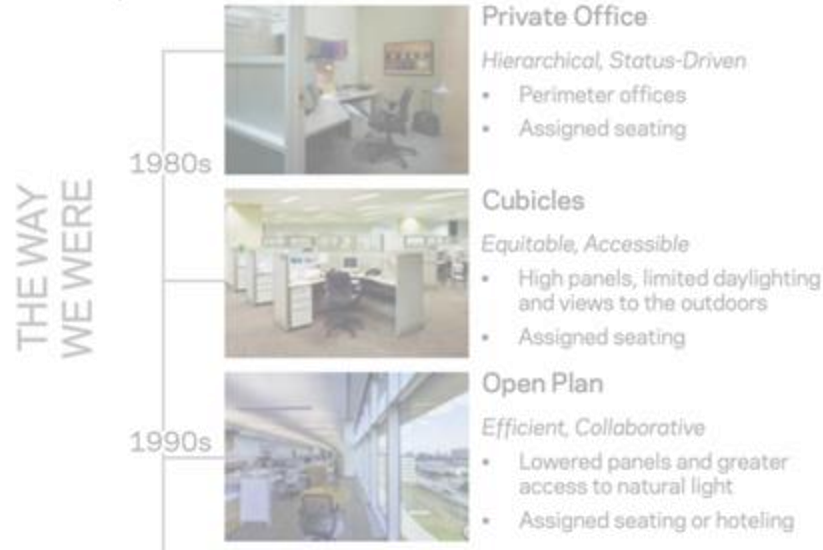 THE WAY
WE WERE
1980s
Private Office
Hierarchical, Status-Driven
• Perimeter offices
• Assigned seating
Cubicles
Equitable, Accessible
• High panels, limited daylighting
and views to the outdoors
• Assigned seating
1990s
Open Plan
Efficient, Collaborative
• Lowered panels and greater
access to natural light
• Assigned seating or hoteling